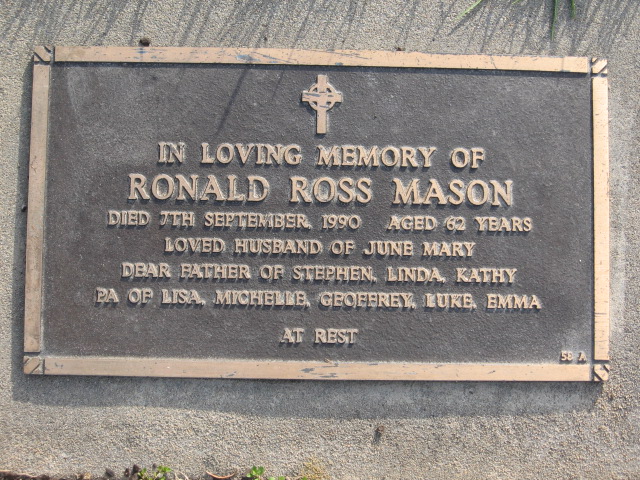 IN LOVING MEMORY OF
RONALD ROSS MASON
DIED 7TH SEPTEMBER, 1990 AGED 62 YEARS
LOVED HUSBAND OF JUNE MARY
DEAR FATHER OF STEPHEN, LINDA, KATHY
PA OF LISA, MICHELLE, GEOFFREY, LUKE, EMMA
AT REST
58 A